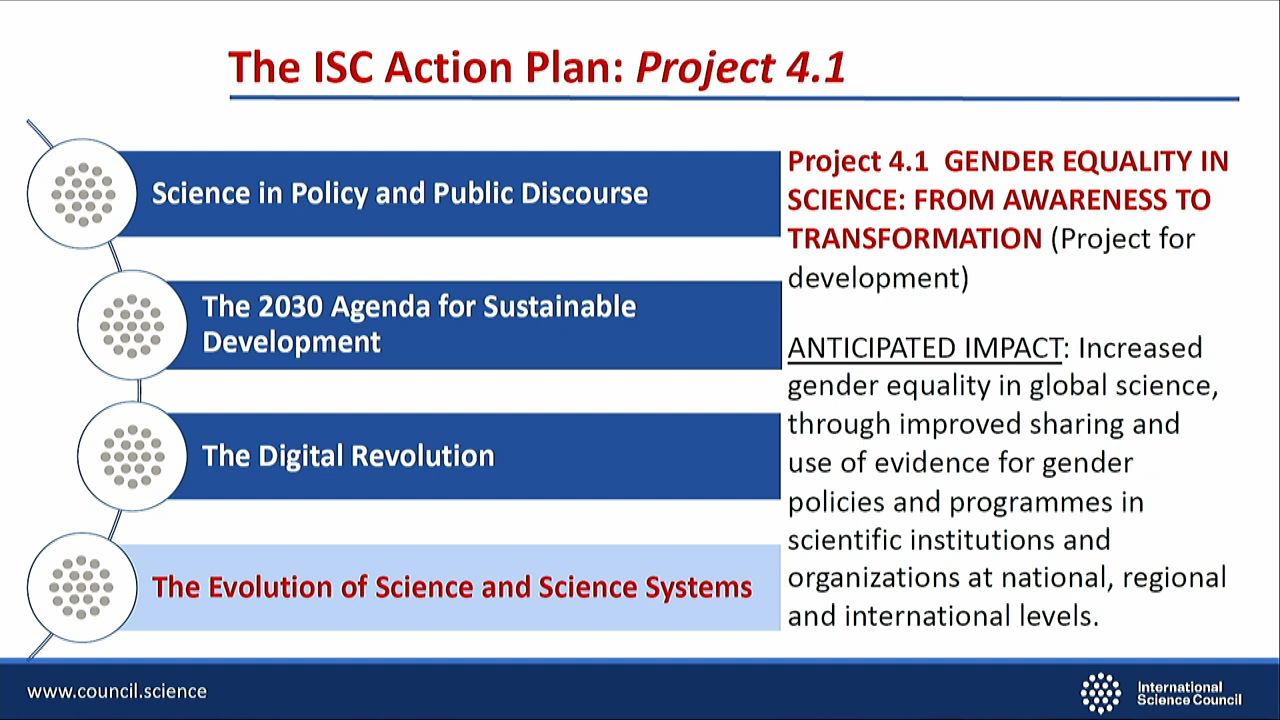 The ISC Action Plan: Project 4.1
Science in Policy and Public Discourse
The 2030 Agenda for Sustainable
Development
The Digital Revolution
The Evolution of Science and Science Systems
Project 4.1 GENDER EQUALITY IN
SCIENCE: FROM AWARENESS TO
TRANSFORMATION (Project for
development)
ANTICIPATED IMPACT: Increased
gender equality in global science,
through improved sharing and
use of evidence for gender
policies and programmes in
scientific institutions and
organizations at national, regional
and international levels.
www.council.science
International
Science Council